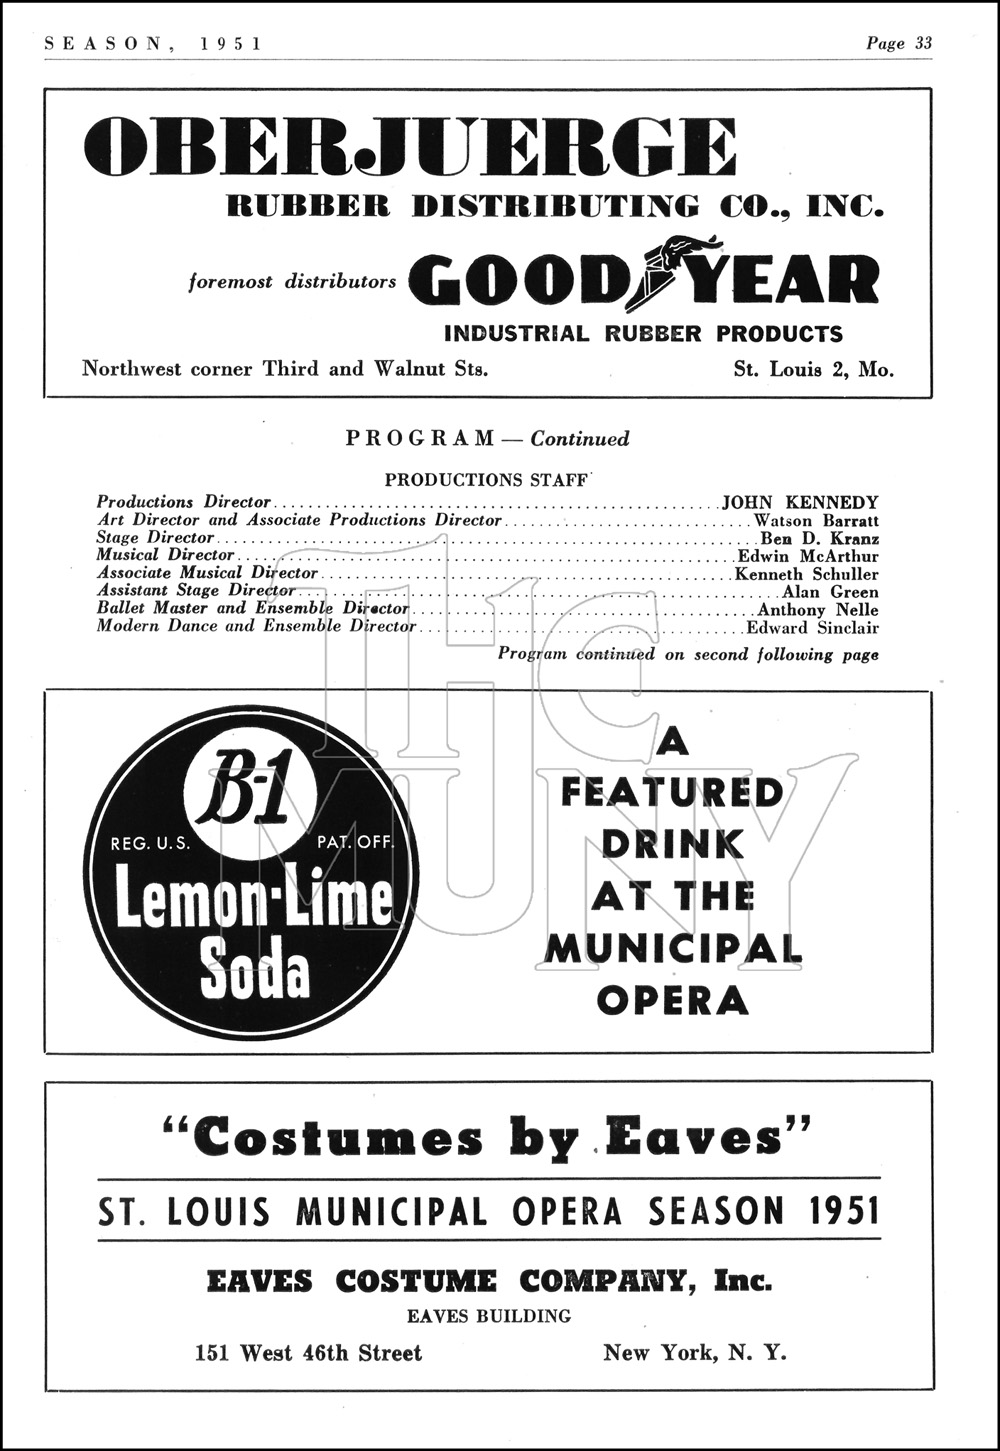 SEASON, 1951 Page 33
OBERJUERGE
RUBBER DISTRIBUTING CO., INC.
foremost distributors GOODYEAR
INDUSTRIAL RUBBER PRODUCTS
Northwest corner Third and Walnut Sts. St. Louis 2, Mo.
PROGRAM — Continued
PRODUCTIONS STAFF
Productions Director JOHN KENNEDY
Art Director and Associate Productions Director Watson Barratt
Stage Director Ben D. Kranz
Musical Director Edwin McArthur
Associate Musical Director Kenneth Schuller
Assistant Stage Director Alan Green
Ballet Master and Ensemble Director Anthony Nelle
Modern Dance and Ensemble Director Edward Sinclair
Program continued on second following page
THE
MUNY
B-1
REG. U.S. PAT. OFF.
Lemon-Lime
Soda
A
FEATURED
DRINK
AT THE
MUNICIPAL
OPERA
"Costumes by Eaves"
ST. LOUIS MUNICIPAL OPERA SEASON 1951
EAVES COSTUME COMPANY, Inc.
EAVES BUILDING
151 West 46th Street New York, N. Y.